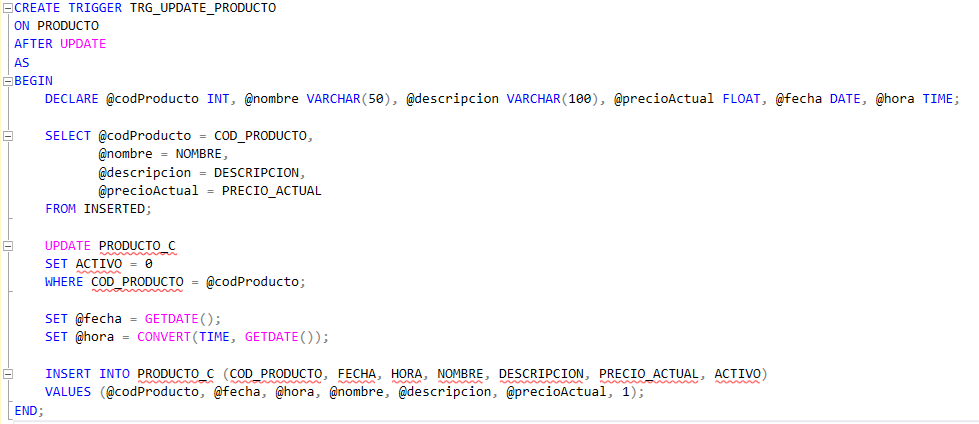 CREATE TRIGGER TRG_UPDATE_PRODUCTO
ON PRODUCTO
AFTER UPDATE
AS
BEGIN
    DECLARE @codProducto INT, @nombre VARCHAR(50), @descripcion VARCHAR(100), @precioActual FLOAT, @fecha DATE, @hora TIME;

    SELECT @codProducto = COD_PRODUCTO,
           @nombre = NOMBRE,
           @descripcion = DESCRIPCION,
           @precioActual = PRECIO_ACTUAL
    FROM INSERTED;

    UPDATE PRODUCTO_C
    SET ACTIVO = 0
    WHERE COD_PRODUCTO = @codProducto;

    SET @fecha = GETDATE();
    SET @hora = CONVERT(TIME, GETDATE());

    INSERT INTO PRODUCTO_C (COD_PRODUCTO, FECHA, HORA, NOMBRE, DESCRIPCION, PRECIO_ACTUAL, ACTIVO)
    VALUES (@codProducto, @fecha, @hora, @nombre, @descripcion, @precioActual, 1);
END;